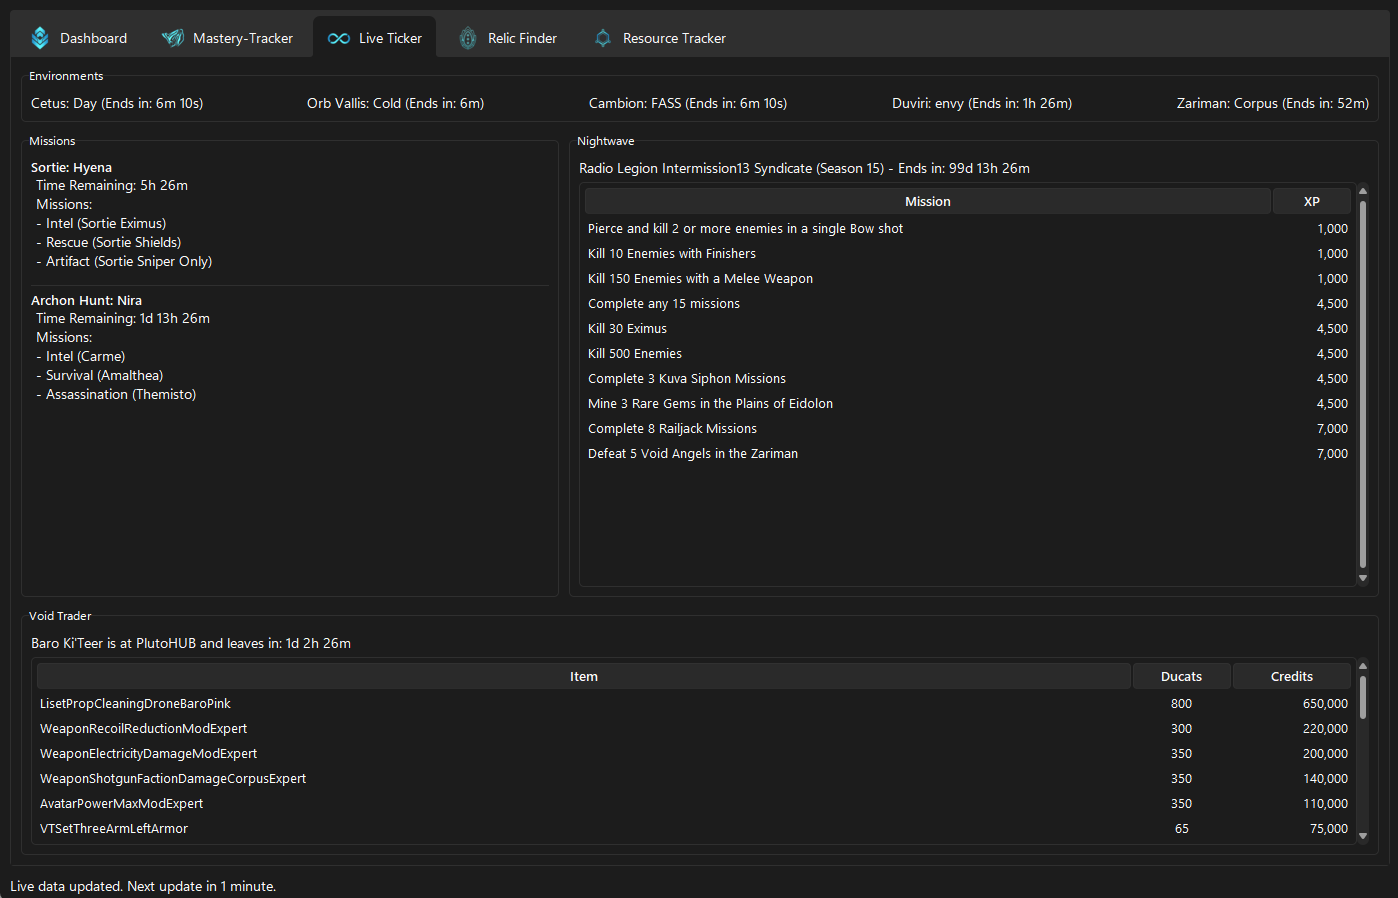 Dashboard Mastery-Tracker Live Ticker Relic Finder Resource Tracker
Environments
Cetus: Day (Ends in: 6m 10s) Orb Vallis: Cold (Ends in: 6m) Cambion: FASS (Ends in: 6m 10s) Duviri: envy (Ends in: 1h 26m) Zariman: Corpus (Ends in: 52m)
Missions
Sortie: Hyena
Time Remaining: 5h 26m
Missions:
- Intel (Sortie Eximus)
- Rescue (Sortie Shields)
- Artifact (Sortie Sniper Only)
Archon Hunt: Nira
Time Remaining: 1d 13h 26m
Missions:
- Intel (Carme)
- Survival (Amalthea)
- Assassination (Themisto)
Nightwave
Radio Legion Intermission13 Syndicate (Season 15) - Ends in: 99d 13h 26m
Mission XP
Pierce and kill 2 or more enemies in a single Bow shot 1,000
Kill 10 Enemies with Finishers 1,000
Kill 150 Enemies with a Melee Weapon 1,000
Complete any 15 missions 4,500
Kill 30 Eximus 4,500
Kill 500 Enemies 4,500
Complete 3 Kuva Siphon Missions 4,500
Mine 3 Rare Gems in the Plains of Eidolon 4,500
Complete 8 Railjack Missions 7,000
Defeat 5 Void Angels in the Zariman 7,000
Void Trader
Baro Ki'Teer is at PlutoHUB and leaves in: 1d 2h 26m
Item Ducats Credits
LisetPropCleaningDroneBaroPink 800 650,000
WeaponRecoilReductionModExpert 300 220,000
WeaponElectricityDamageModExpert 350 200,000
WeaponShotgunFactionDamageCorpusExpert 350 140,000
AvatarPowerMaxModExpert 350 110,000
VTSetThreeArmLeftArmor 65 75,000
Live data updated. Next update in 1 minute.